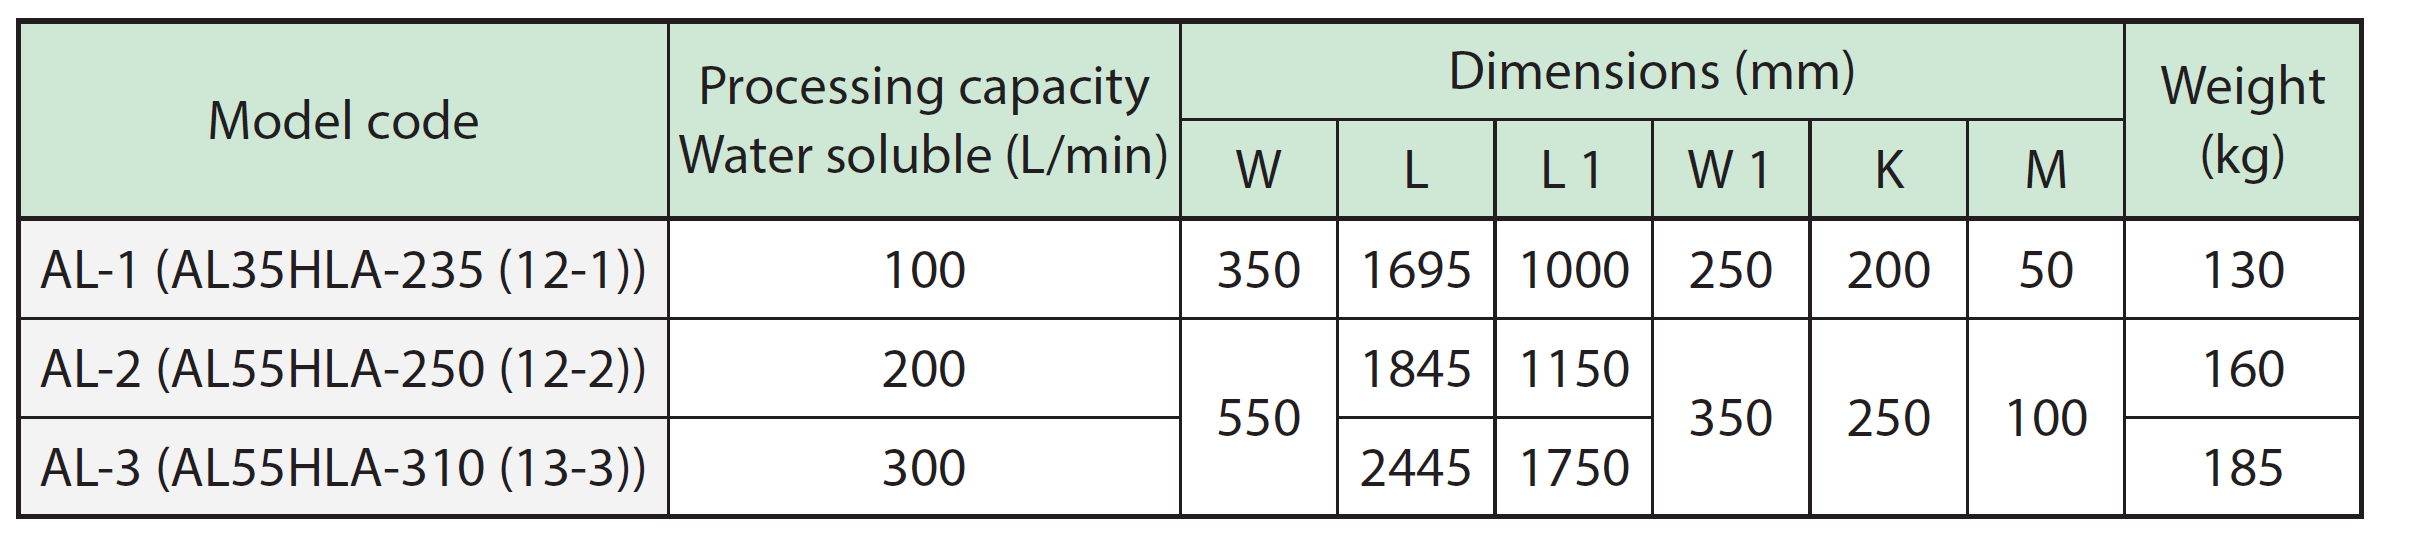 Model code
Processing capacity
Water soluble (L/min)
Dimensions (mm)
Weight
(kg)
W L L 1 W 1 K M
AL-1 (AL35HLA-235 (12-1)) 100 350 1695 1000 250 200 50 130
AL-2 (AL55HLA-250 (12-2)) 200 1845 1150 160
550 350 250 100
AL-3 (AL55HLA-310 (13-3)) 300 2445 1750 185